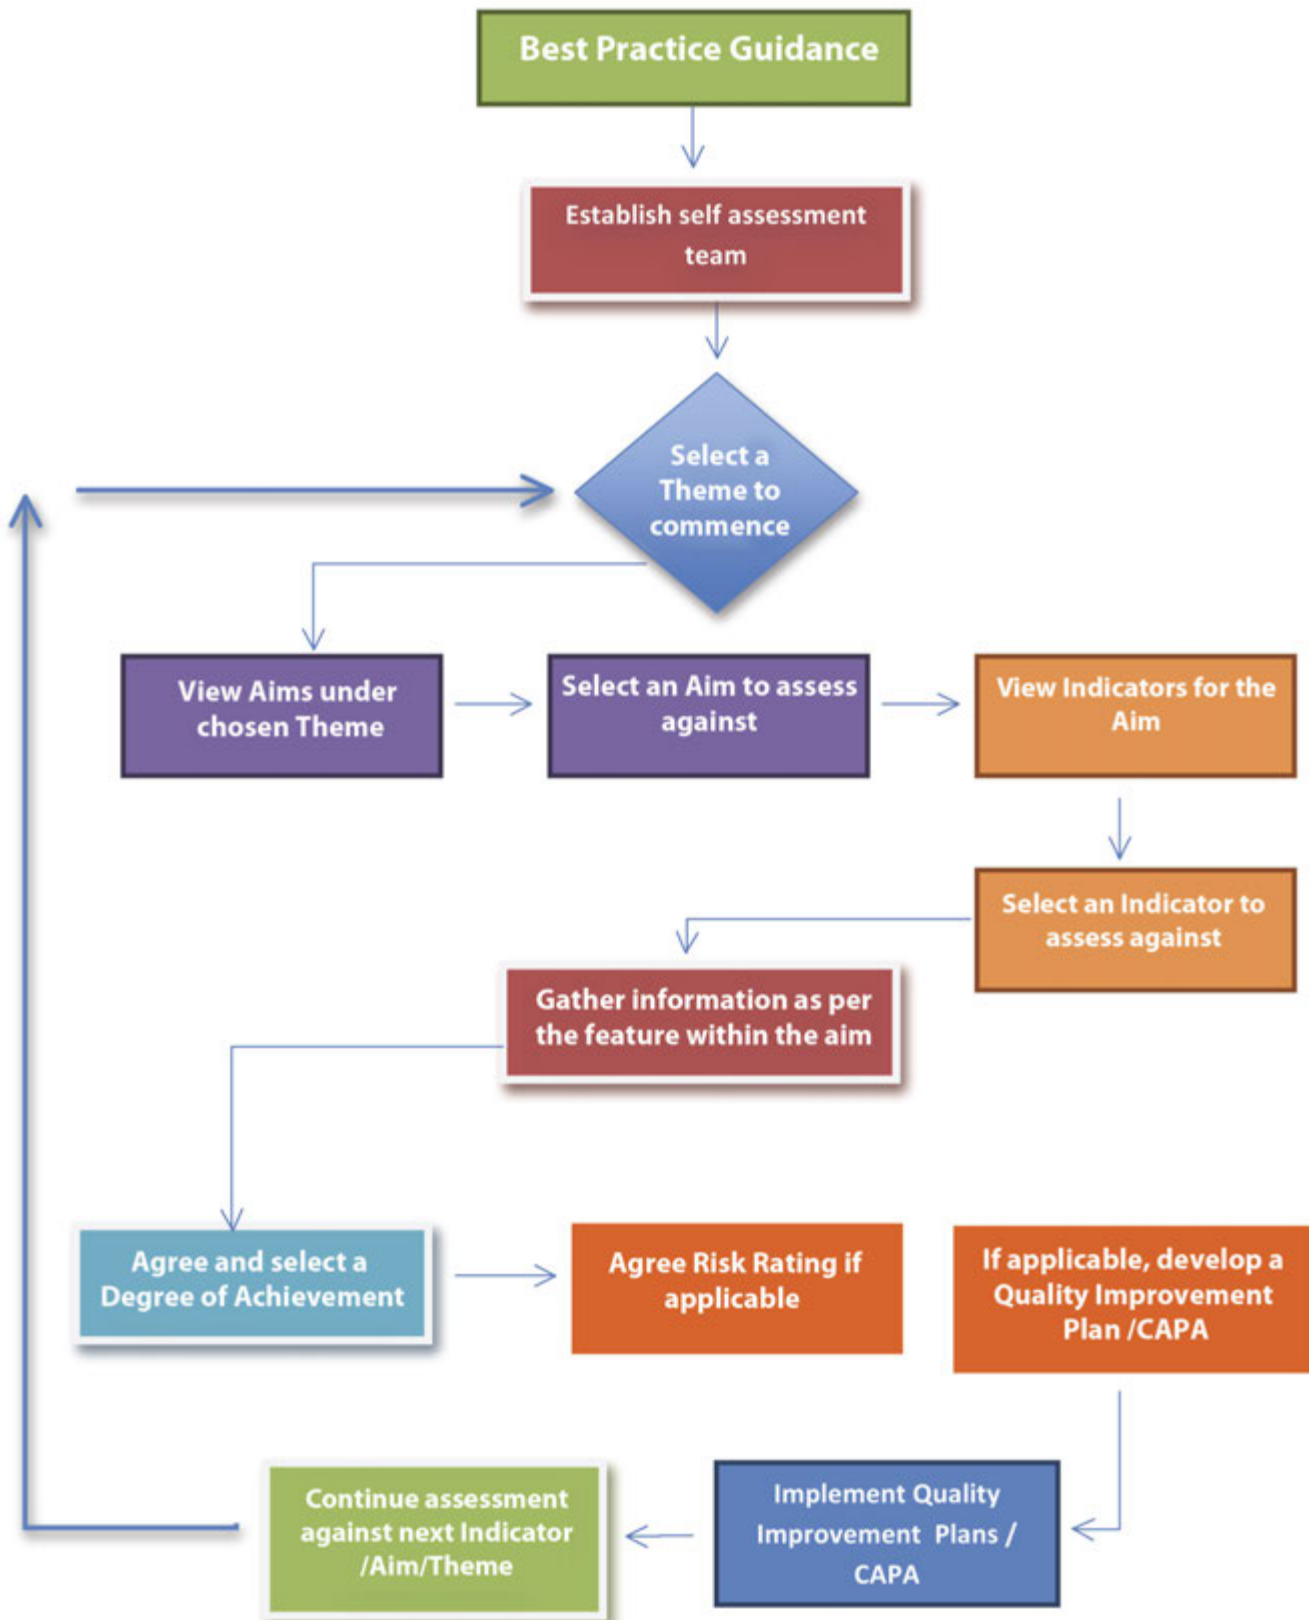 Best Practice Guidance
Establish self assessment
team
Select a
Theme to
commence
View Aims under
chosen Theme
Select an Aim to assess
against
View Indicators for the
Aim
Select an Indicator to
assess against
Gather information as per
the feature within the aim
Agree and select a
Degree of Achievement
Agree Risk Rating if
applicable
If applicable, develop a
Quality Improvement
Plan /CAPA
Implement Quality
Improvement Plans /
CAPA
Continue assessment
against next Indicator
/Aim/Theme